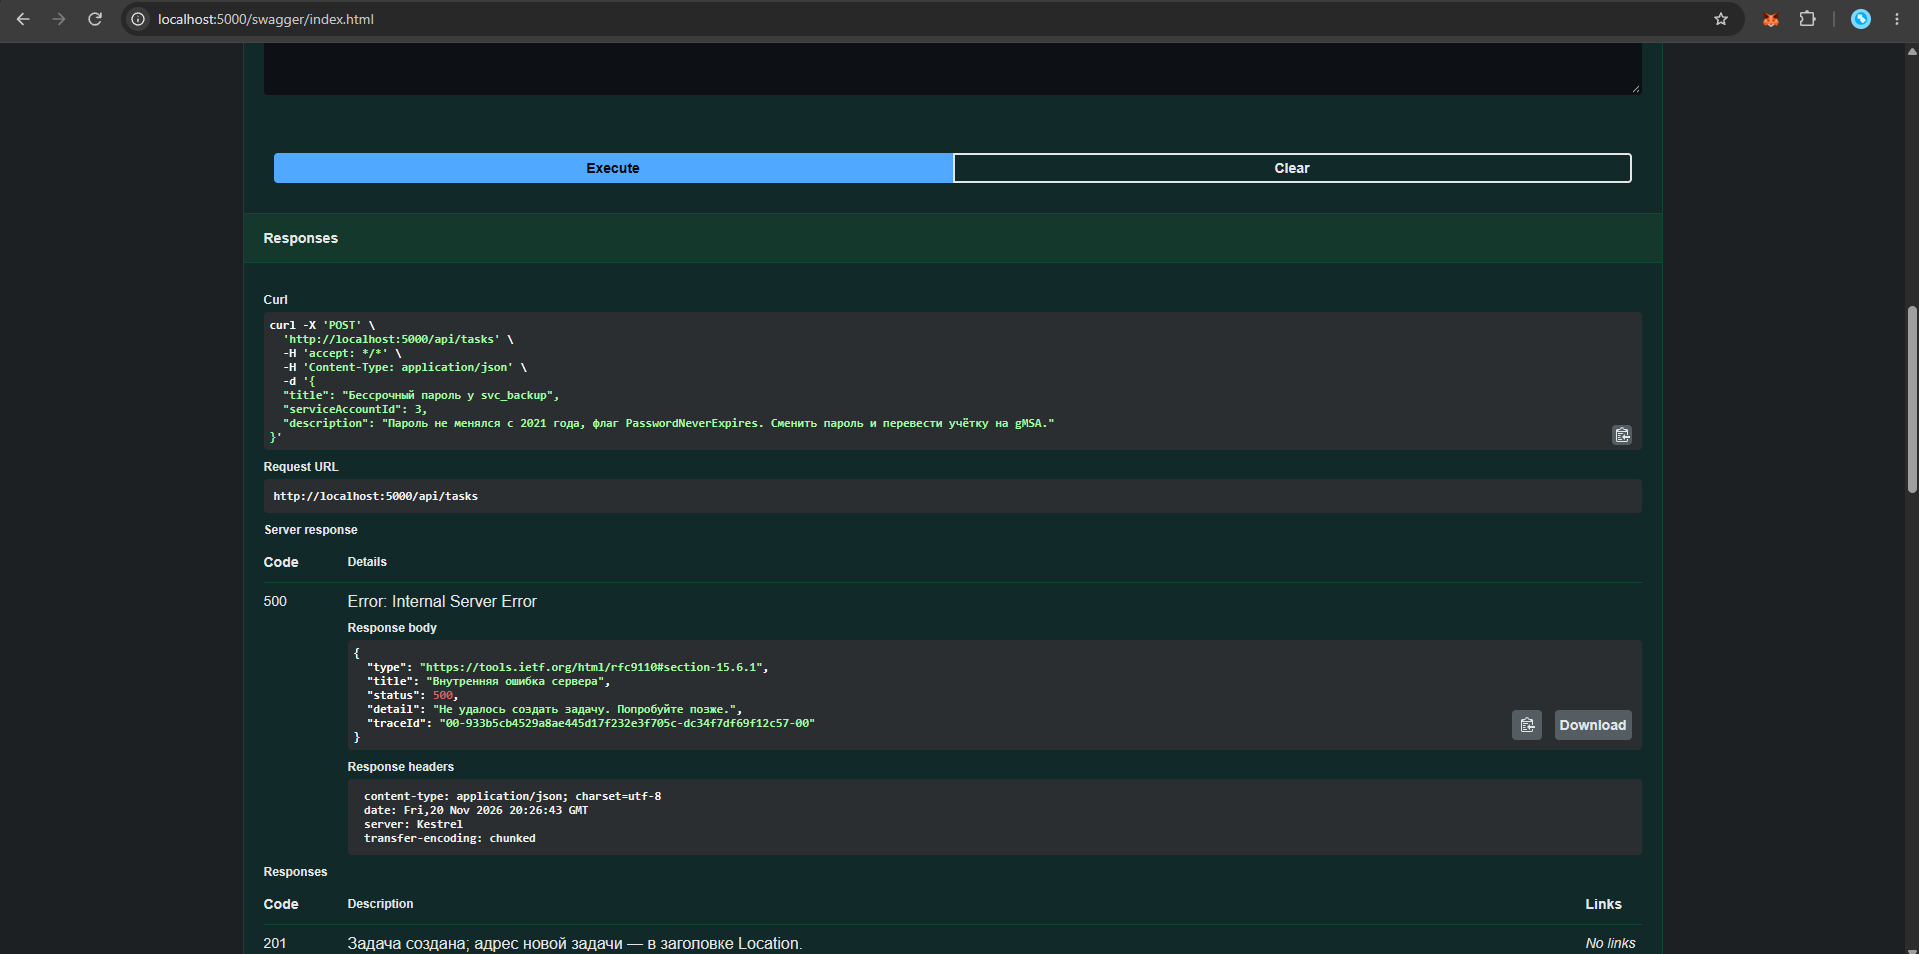 localhost:5000/swagger/index.html
Execute
Clear
Responses
Curl
curl -X 'POST' \
'http://localhost:5000/api/tasks' \
-H 'accept: */*' \
-H 'Content-Type: application/json' \
-d '{
"title": "Бессрочный пароль у svc_backup",
"serviceAccountId": 3,
"description": "Пароль не менялся с 2021 года, флаг PasswordNeverExpires. Сменить пароль и перевести учётку на gMSA."
}'
Request URL
http://localhost:5000/api/tasks
Server response
Code Details
500 Error: Internal Server Error
Response body
{
"type": "https://tools.ietf.org/html/rfc9110#section-15.6.1",
"title": "Внутренняя ошибка сервера",
"status": 500,
"detail": "Не удалось создать задачу. Попробуйте позже.",
"traceId": "00-933b5cb4529a8ae445d17f232e3f705c-dc34f7df69f12c57-00"
}
Download
Response headers
content-type: application/json; charset=utf-8
date: Fri,20 Nov 2026 20:26:43 GMT
server: Kestrel
transfer-encoding: chunked
Responses
Code Description Links
201 Задача создана; адрес новой задачи — в заголовке Location. No links